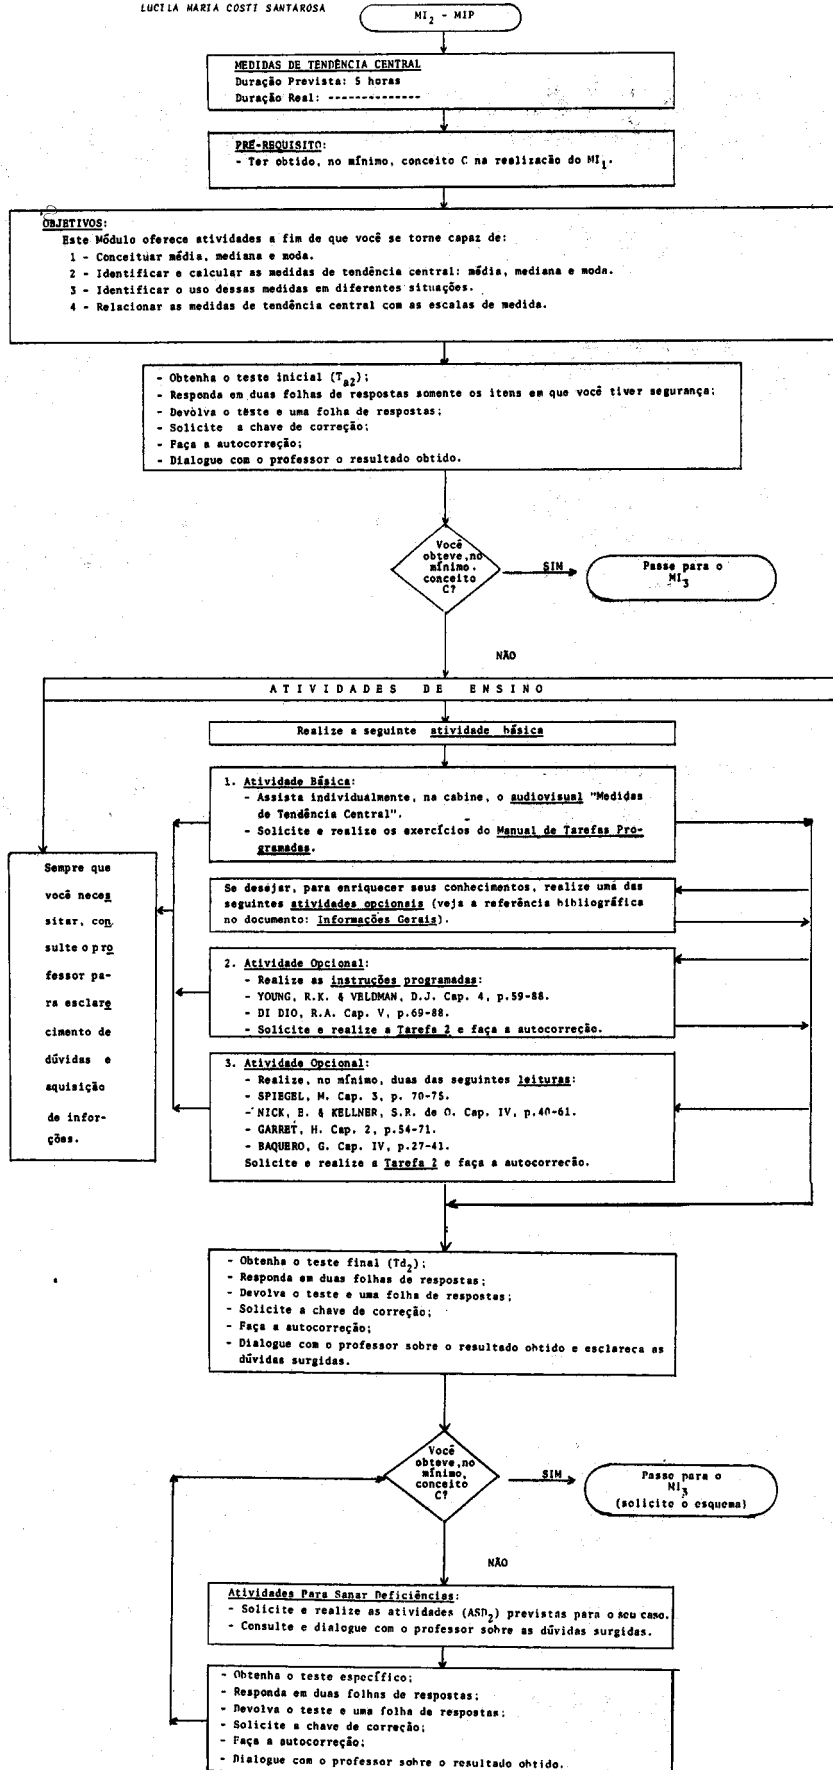 LUCILA MARIA COSTI SANTAROSA
MI2 - MIP
MEDIDAS DE TENDÊNCIA CENTRAL
Duração Prevista: 5 horas
Duração Real: --------------
PRÉ-REQUISITO:
- Ter obtido, no mínimo, conceito C na realização do MI1.
OBJETIVOS:
Este Módulo oferece atividades a fim de que você se torne capaz de:
1 - Conceituar média, mediana e moda.
2 - Identificar e calcular as medidas de tendência central: média, mediana e moda.
3 - Identificar o uso dessas medidas em diferentes situações.
4 - Relacionar as medidas de tendência central com as escalas de medida.
- Obtenha o teste inicial (Ta2);
- Responda em duas folhas de respostas somente os itens em que você tiver segurança;
- Devolva o teste e uma folha de respostas;
- Solicite a chave de correção;
- Faça a autocorreção;
- Dialogue com o professor o resultado obtido.
Você
obteve,no
mínimo.
conceito
C?
SIM
Passe para o
MI3
NÃO
ATIVIDADES DE ENSINO
Realize a seguinte atividade básica
1. Atividade Básica:
- Assista individualmente, na cabine, o audiovisual "Medidas
de Tendência Central".
- Solicite e realize os exercícios do Manual de Tarefas Pro-
gramadas.
Sempre que
você neces
sitar, con
sulte o pro
fessor pa-
ra esclare
cimento de
dúvidas e
aquisição
de infor-
ções.
Se desejar, para enriquecer seus conhecimentos, realize uma das
seguintes atividades opcionais (veja a referência bibliográfica
no documento: Informações Gerais).
2. Atividade Opcional:
- Realize as instruções programadas:
- YOUNG, R.K. & VELDMAN, D.J. Cap. 4, p.59-88.
- DI DIO, R.A. Cap. V, p.69-88.
- Solicite e realize a Tarefa 2 e faça a autocorreção.
3. Atividade Opcional:
- Realize, no mínimo, duas das seguintes leituras:
- SPIEGEL, M. Cap. 3, p. 70-75.
- NICK, E. & KELLNER, S.R. de O. Cap. IV, p.40-61.
- GARRET, H. Cap. 2, p.54-71.
- BAQUERO, G. Cap. IV, p.27-41.
Solicite e realize a Tarefa 2 e faça a autocorreção.
- Obtenha o teste final (Td2);
- Responda em duas folhas de respostas;
- Devolva o teste e uma folha de respostas;
- Solicite a chave de correção;
- Faça a autocorreção;
- Dialogue com o professor sobre o resultado obtido e esclareca as
dúvidas surgidas.
Você
obteve,no
mínimo,
conceito
C?
SIM
Passe para o
MI3
(solicite o esquema)
NÃO
Atividades Para Sanar Deficiências:
- Solicite e realize as atividades (ASD2) previstas para o seu caso.
- Consulte e dialogue com o professor sobre as dúvidas surgidas.
- Obtenha o teste específico;
- Responda em duas folhas de respostas;
- Devolva o teste e uma folha de respostas;
- Solicite a chave de correção;
- Faça a autocorreção;
- Dialogue com o professor sobre o resultado obtido.